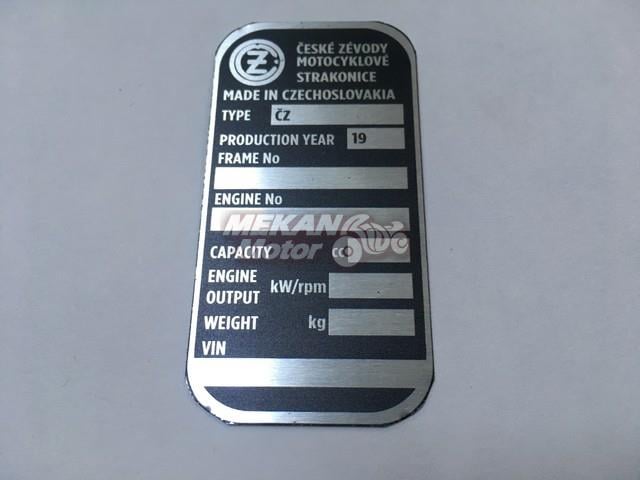 ČZ
ČESKÉ ZÉVODY
MOTOCYKLOVÉ
STRAKONICE
MADE IN CZECHOSLOVAKIA
TYPE ČZ
PRODUCTION YEAR 19
FRAME No
ENGINE No
MEKAN
Motor
CAPACITY cc
ENGINE
OUTPUT kW/rpm
WEIGHT kg
VIN